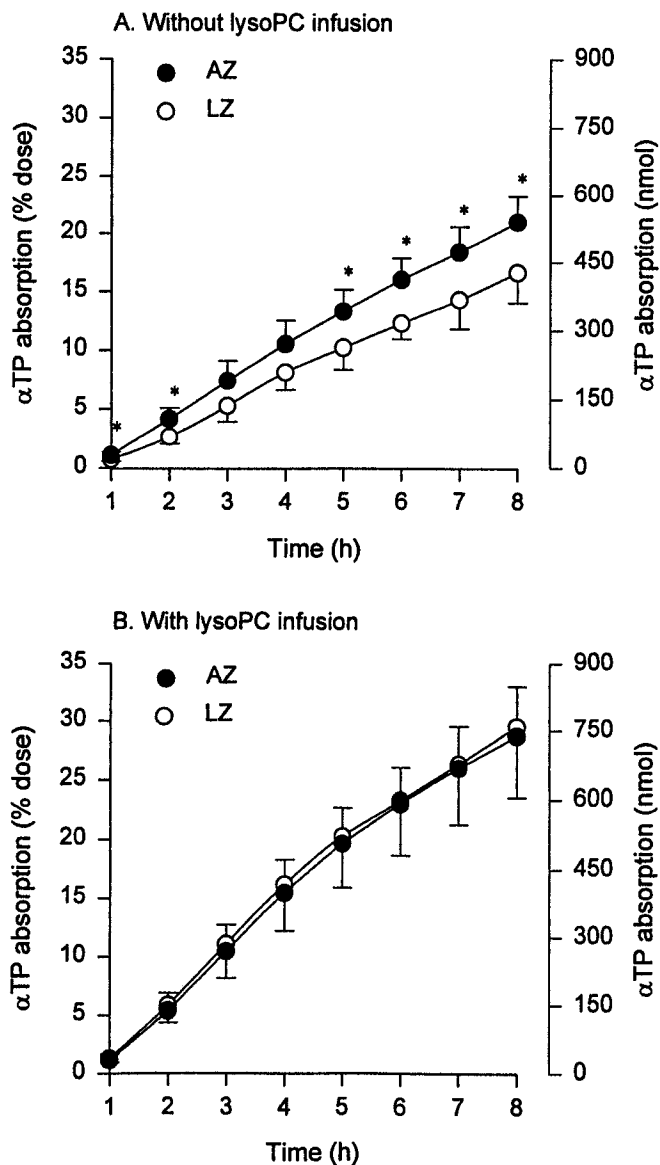 A. Without lysoPC infusion
αTP absorption (% dose)
35
30
25
20
15
10
5
0
AZ
LZ
* * * * * *
900
750
600
450
300
150
0
αTP absorption (nmol)
1 2 3 4 5 6 7 8
Time (h)
B. With lysoPC infusion
αTP absorption (% dose)
35
30
25
20
15
10
5
0
AZ
LZ
900
750
600
450
300
150
0
αTP absorption (nmol)
1 2 3 4 5 6 7 8
Time (h)